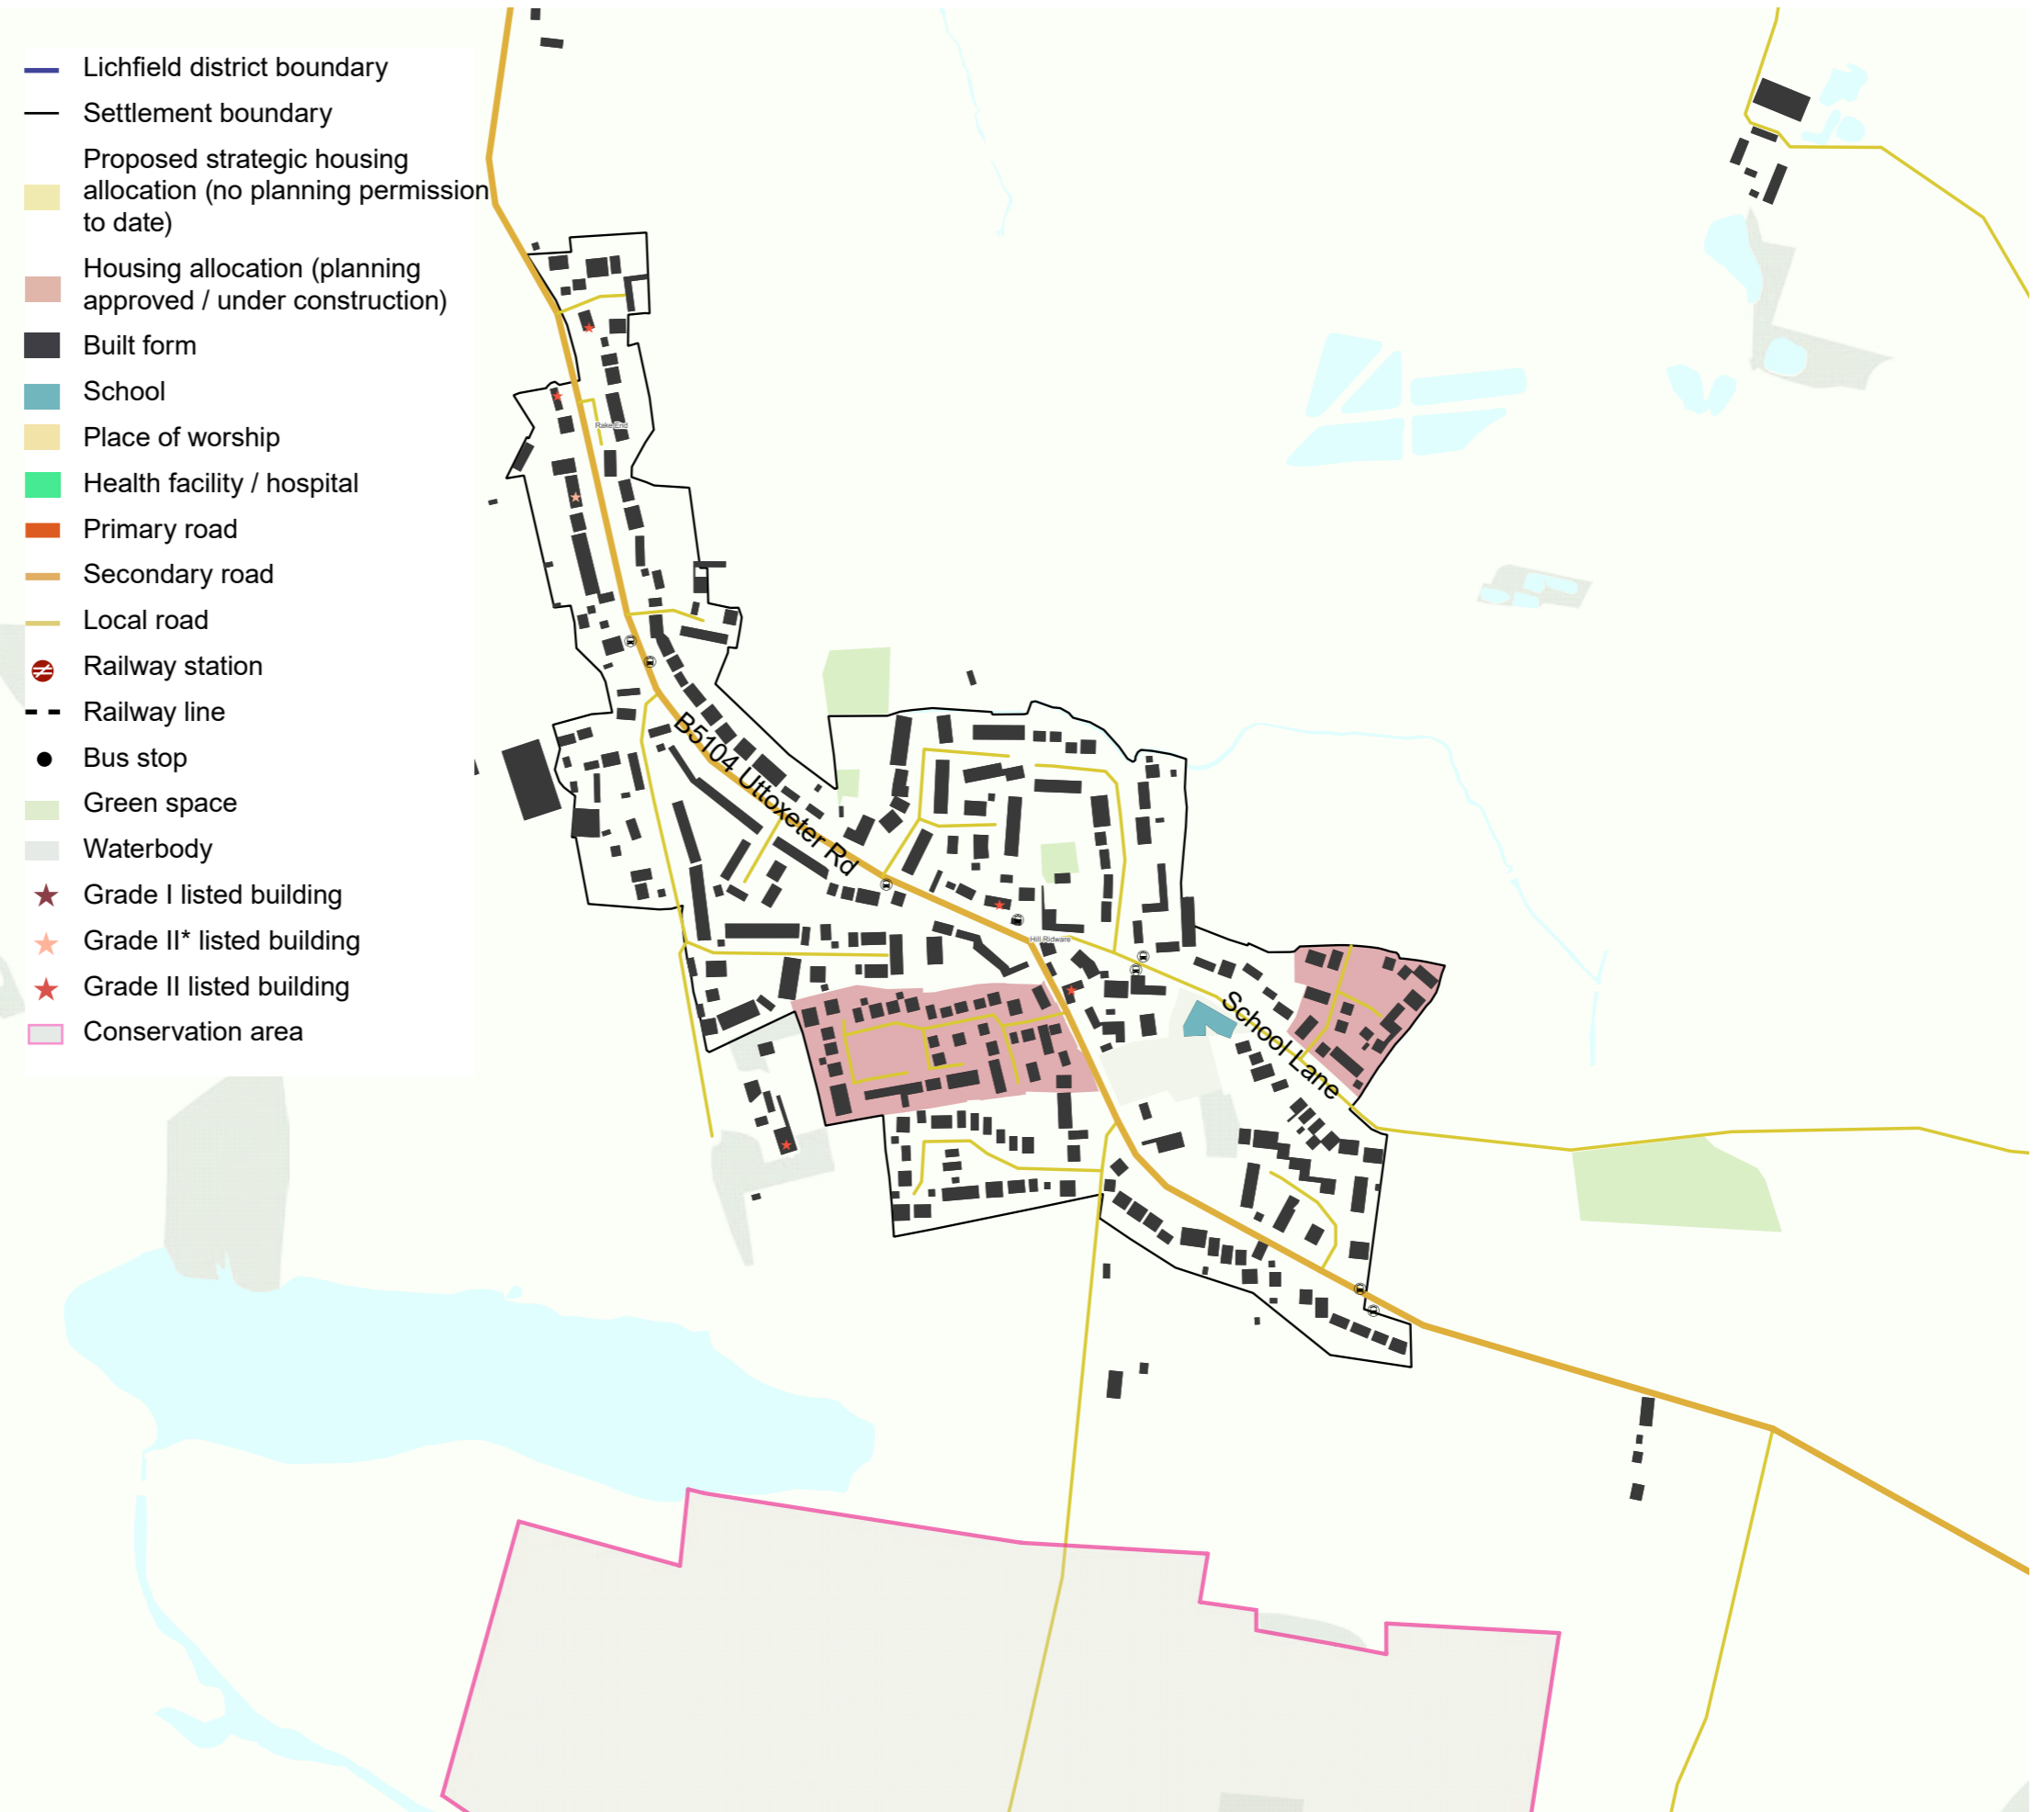 Lichfield district boundary
Settlement boundary
Proposed strategic housing
allocation (no planning permission
to date)
Housing allocation (planning
approved / under construction)
Built form
School
Place of worship
Health facility / hospital
Primary road
Secondary road
Local road
Railway station
Railway line
Bus stop
Green space
Waterbody
Grade I listed building
Grade II* listed building
Grade II listed building
Conservation area
Rake End
B5104 Uttoxeter Rd
Hill Ridware
School Lane